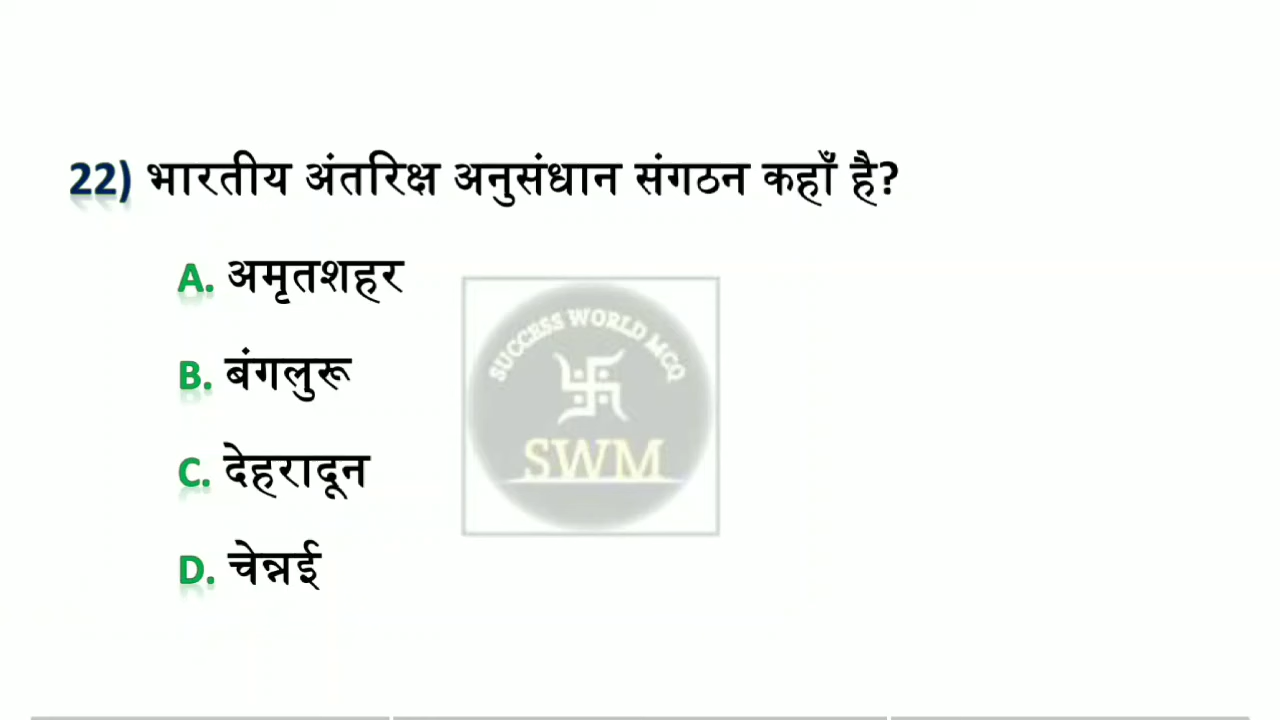 22) भारतीय अंतरिक्ष अनुसंधान संगठन कहाँ है?
A. अमृतशहर
B. बंगलुरू
SUCCESS WORLD MCQ
SWM
C. देहरादून
D. चेन्नई